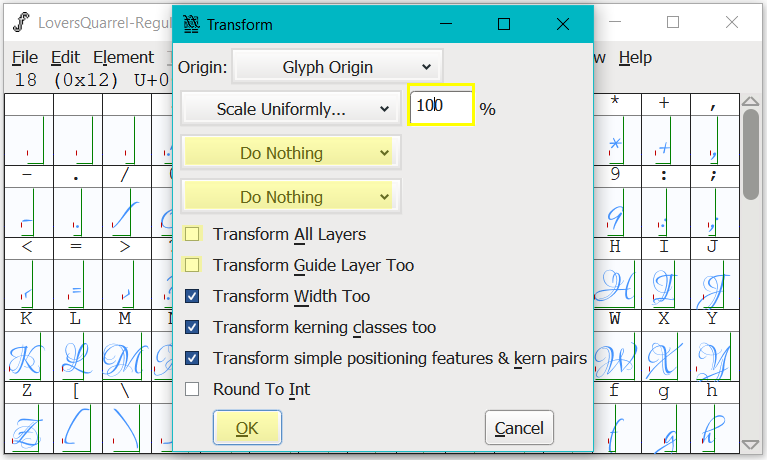 LoversQuarrel-Regul
Transform
File Edit Element
w Help
18 (0x12) U+0
Origin: Glyph Origin
Scale Uniformly... 100 %
Do Nothing
Do Nothing
Transform All Layers
Transform Guide Layer Too
Transform Width Too
Transform kerning classes too
Transform simple positioning features & kern pairs
Round To Int
OK Cancel
* + ,
* + ,
- . /
9 : ;
- . /
9 : ;
< = >
H I J
< = >
H I J
K L M
W X Y
K L M
W X Y
Z [ \
f g h
Z ( \
f g h